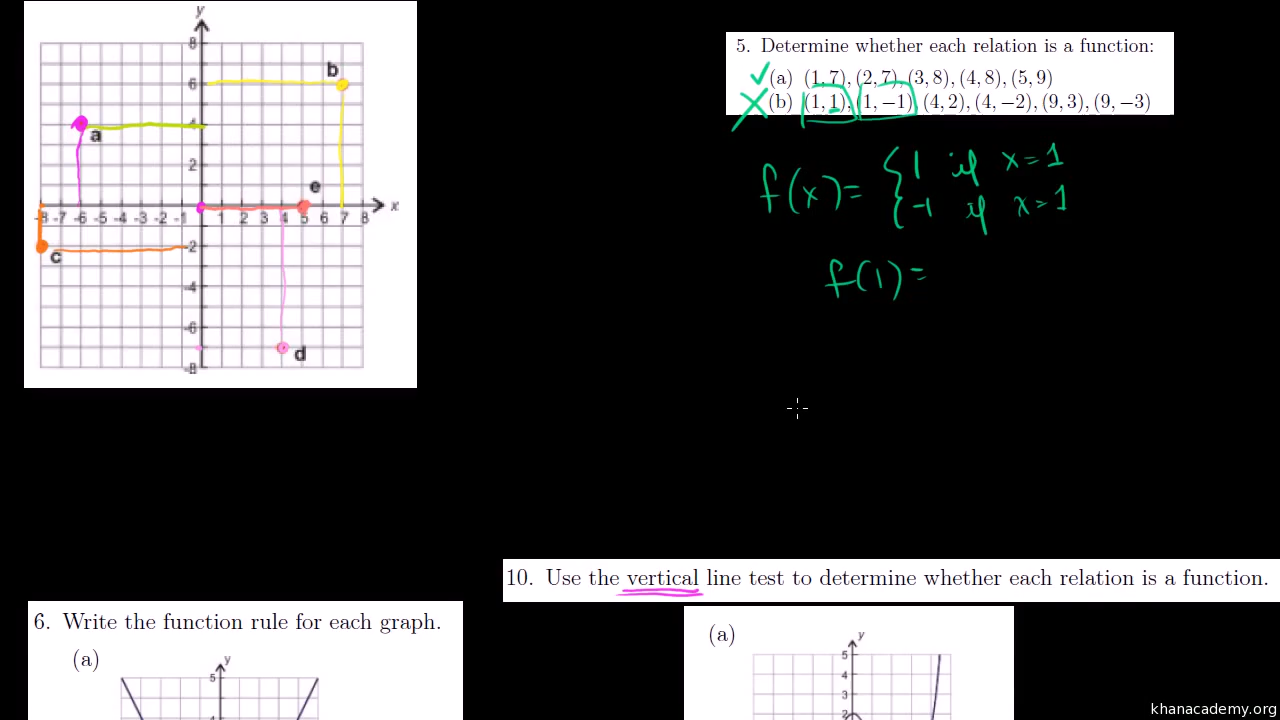 y
8
6
b
4
a
2
e
x
-8 -7 -6 -5 -4 -3 -2 -1 1 2 3 4 5 6 7 8
-2
c
-4
-6
d
-8
5. Determine whether each relation is a function:
(a) (1, 7), (2, 7), (3, 8), (4, 8), (5, 9)
(b) (1, 1), (1, −1), (4, 2), (4, −2), (9, 3), (9, −3)
f(x) = { 1 if x = 1
-1 if x = 1
f(1) =
10. Use the vertical line test to determine whether each relation is a function.
6. Write the function rule for each graph.
(a)
y
5
4
(a)
y
5
4
3
2
khanacademy.org